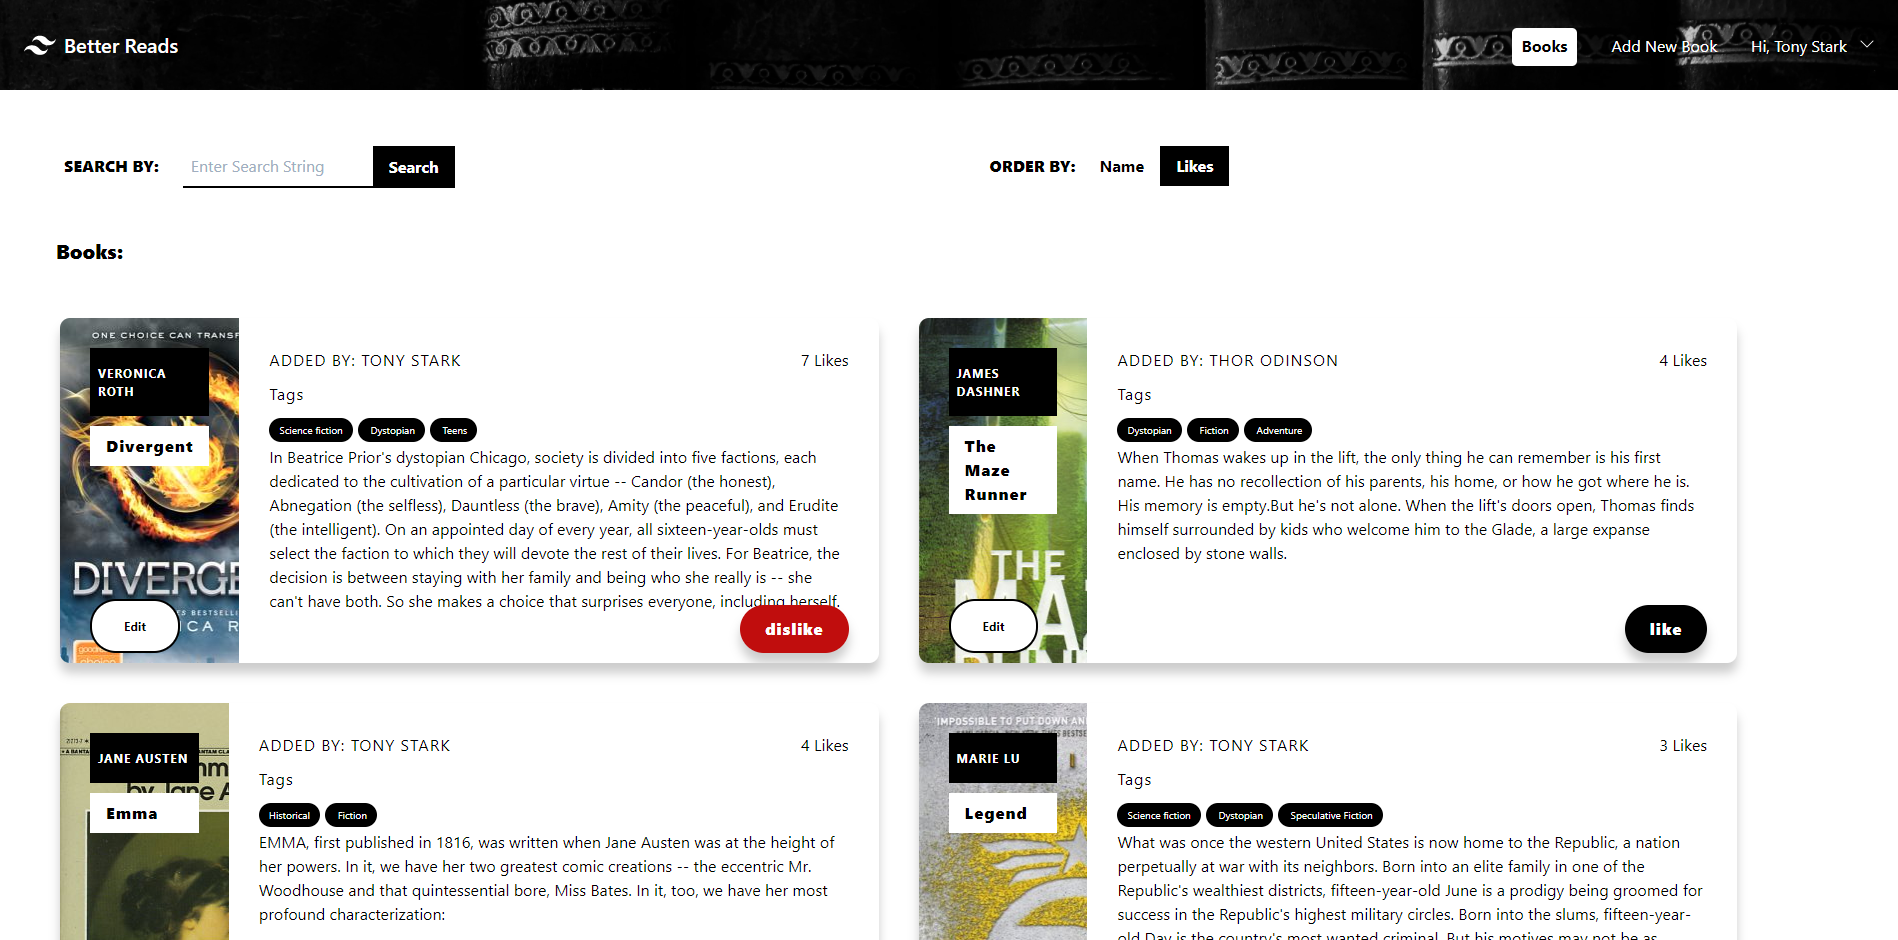 Better Reads
Books
Add New Book
Hi, Tony Stark
SEARCH BY:
Enter Search String
Search
ORDER BY:
Name
Likes
Books:
ONE CHOICE CAN TRANSF
VERONICA
ROTH
Divergent
DIVERGE
S BESTSELLI
CA R
Edit
ADDED BY: TONY STARK
7 Likes
Tags
Science fiction
Dystopian
Teens
In Beatrice Prior's dystopian Chicago, society is divided into five factions, each
dedicated to the cultivation of a particular virtue -- Candor (the honest),
Abnegation (the selfless), Dauntless (the brave), Amity (the peaceful), and Erudite
(the intelligent). On an appointed day of every year, all sixteen-year-olds must
select the faction to which they will devote the rest of their lives. For Beatrice, the
decision is between staying with her family and being who she really is -- she
can't have both. So she makes a choice that surprises everyone, including herself.
dislike
JAMES
DASHNER
The
Maze
Runner
THE
MA
Edit
ADDED BY: THOR ODINSON
4 Likes
Tags
Dystopian
Fiction
Adventure
When Thomas wakes up in the lift, the only thing he can remember is his first
name. He has no recollection of his parents, his home, or how he got where he is.
His memory is empty.But he's not alone. When the lift's doors open, Thomas finds
himself surrounded by kids who welcome him to the Glade, a large expanse
enclosed by stone walls.
like
JANE AUSTEN
by Jane A
Emma
ADDED BY: TONY STARK
4 Likes
Tags
Historical
Fiction
EMMA, first published in 1816, was written when Jane Austen was at the height of
her powers. In it, we have her two greatest comic creations -- the eccentric Mr.
Woodhouse and that quintessential bore, Miss Bates. In it, too, we have her most
profound characterization:
"IMPOSSIBLE TO PUT DOWN AN
MARIE LU
Legend
ADDED BY: TONY STARK
3 Likes
Tags
Science fiction
Dystopian
Speculative Fiction
What was once the western United States is now home to the Republic, a nation
perpetually at war with its neighbors. Born into an elite family in one of the
Republic's wealthiest districts, fifteen-year-old June is a prodigy being groomed for
success in the Republic's highest military circles. Born into the slums, fifteen-year-
old Day is the country's most wanted criminal. But his motives may not be as